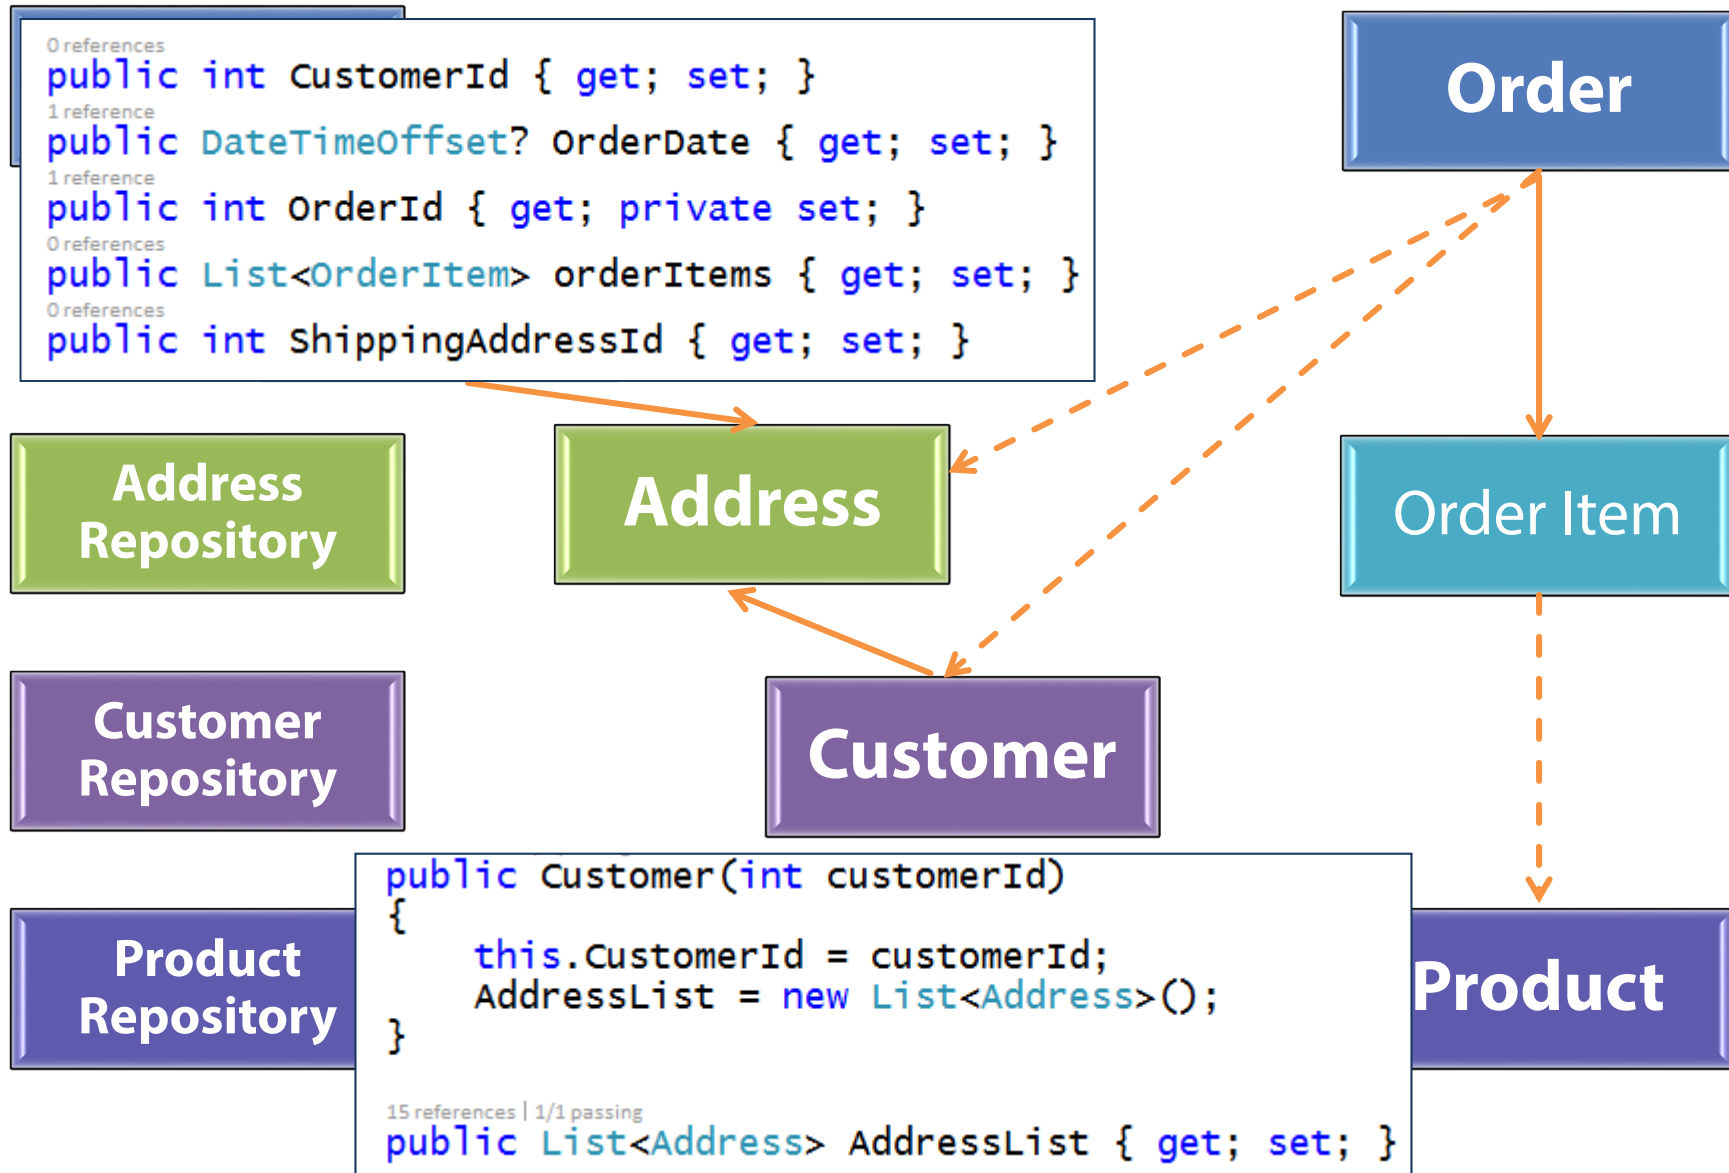 0 references
public int CustomerId { get; set; }
1 reference
public DateTimeOffset? OrderDate { get; set; }
1 reference
public int OrderId { get; private set; }
0 references
public List<OrderItem> orderItems { get; set; }
0 references
public int ShippingAddressId { get; set; }
Order
Address
Repository
Address
Order Item
Customer
Repository
Customer
Product
Repository
public Customer(int customerId)
{
    this.CustomerId = customerId;
    AddressList = new List<Address>();
}
15 references | 1/1 passing
public List<Address> AddressList { get; set; }
Product